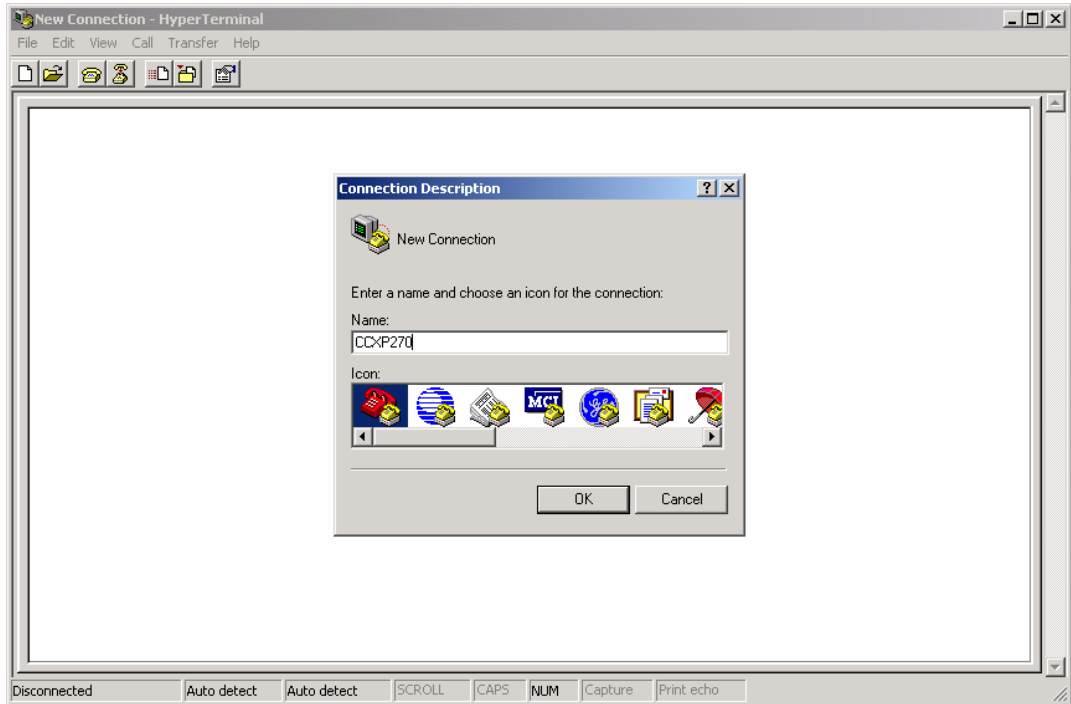 New Connection - HyperTerminal
File Edit View Call Transfer Help
Connection Description
New Connection
Enter a name and choose an icon for the connection:
Name:
CCXP270
Icon:
MCI
OK Cancel
Disconnected Auto detect Auto detect SCROLL CAPS NUM Capture Print echo